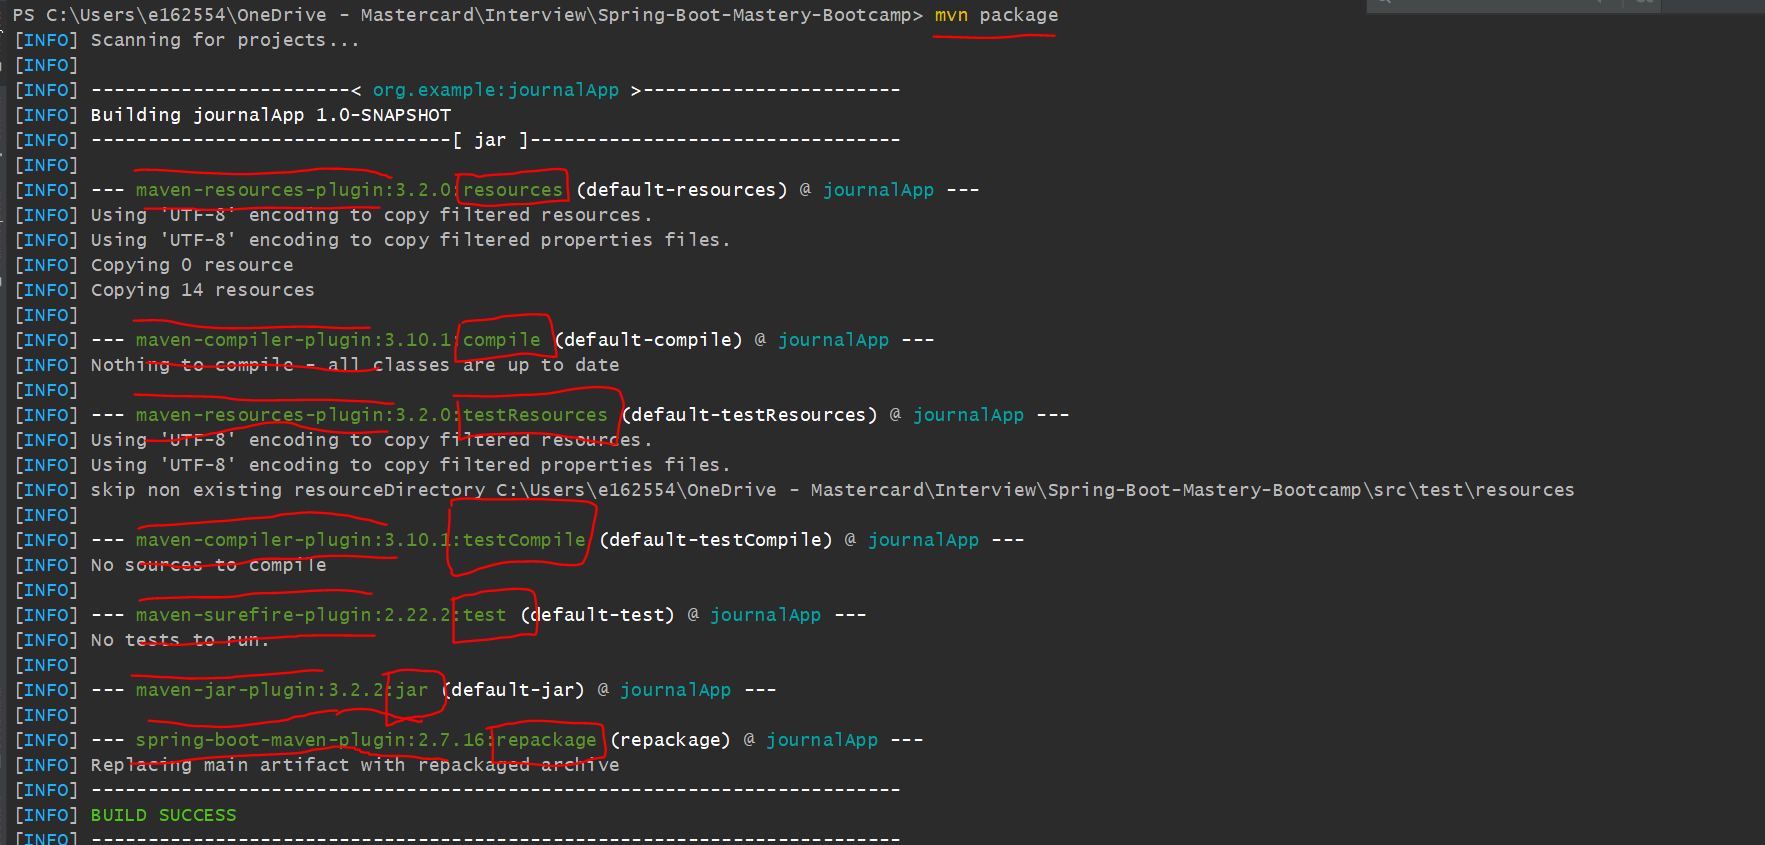 PS C:\Users\e162554\OneDrive - Mastercard\Interview\Spring-Boot-Mastery-Bootcamp> mvn package
[INFO] Scanning for projects...
[INFO]
[INFO] -----------------------< org.example:journalApp >-----------------------
[INFO] Building journalApp 1.0-SNAPSHOT
[INFO] --------------------------------[ jar ]---------------------------------
[INFO]
[INFO] --- maven-resources-plugin:3.2.0:resources (default-resources) @ journalApp ---
[INFO] Using 'UTF-8' encoding to copy filtered resources.
[INFO] Using 'UTF-8' encoding to copy filtered properties files.
[INFO] Copying 0 resource
[INFO] Copying 14 resources
[INFO]
[INFO] --- maven-compiler-plugin:3.10.1:compile (default-compile) @ journalApp ---
[INFO] Nothing to compile - all classes are up to date
[INFO]
[INFO] --- maven-resources-plugin:3.2.0:testResources (default-testResources) @ journalApp ---
[INFO] Using 'UTF-8' encoding to copy filtered resources.
[INFO] Using 'UTF-8' encoding to copy filtered properties files.
[INFO] skip non existing resourceDirectory C:\Users\e162554\OneDrive - Mastercard\Interview\Spring-Boot-Mastery-Bootcamp\src\test\resources
[INFO]
[INFO] --- maven-compiler-plugin:3.10.1:testCompile (default-testCompile) @ journalApp ---
[INFO] No sources to compile
[INFO]
[INFO] --- maven-surefire-plugin:2.22.2:test (default-test) @ journalApp ---
[INFO] No tests to run.
[INFO]
[INFO] --- maven-jar-plugin:3.2.2:jar (default-jar) @ journalApp ---
[INFO]
[INFO] --- spring-boot-maven-plugin:2.7.16:repackage (repackage) @ journalApp ---
[INFO] Replacing main artifact with repackaged archive
[INFO] ------------------------------------------------------------------------
[INFO] BUILD SUCCESS
[INFO] ------------------------------------------------------------------------